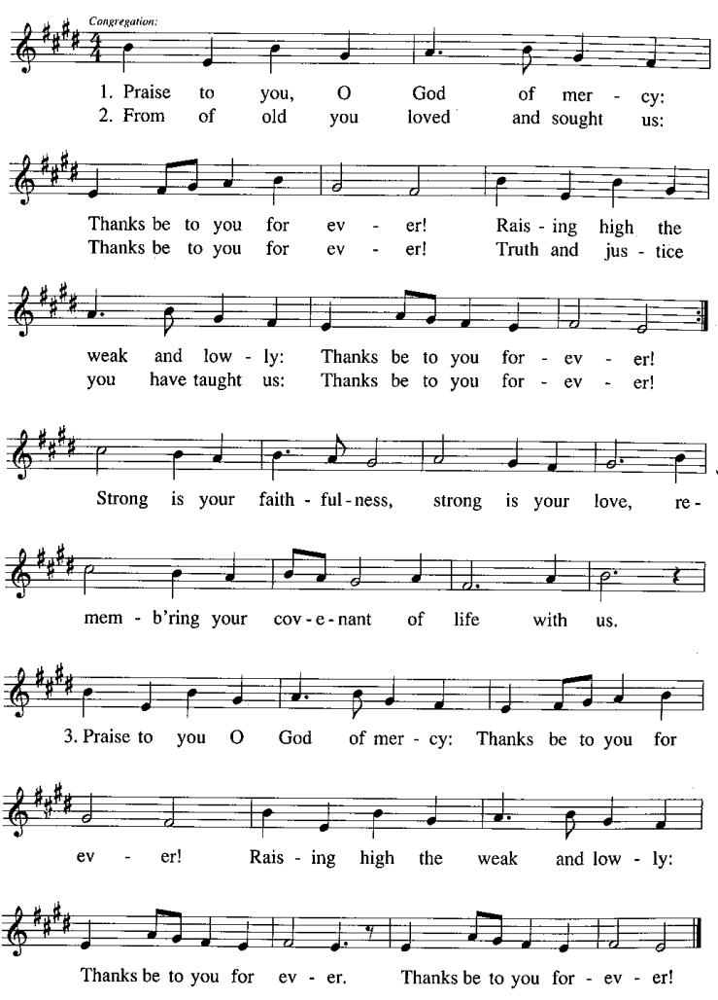 Congregation:
1. Praise to you, O God of mer - cy:
2. From of old you loved and sought us:
Thanks be to you for ev - er! Rais - ing high the
Thanks be to you for ev - er! Truth and jus - tice
weak and low - ly: Thanks be to you for - ev - er!
you have taught us: Thanks be to you for - ev - er!
Strong is your faith - ful - ness, strong is your love, re -
mem - b'ring your cov - e - nant of life with us.
3. Praise to you O God of mer - cy: Thanks be to you for
ev - er! Rais - ing high the weak and low - ly:
Thanks be to you for ev - er. Thanks be to you for - ev - er!